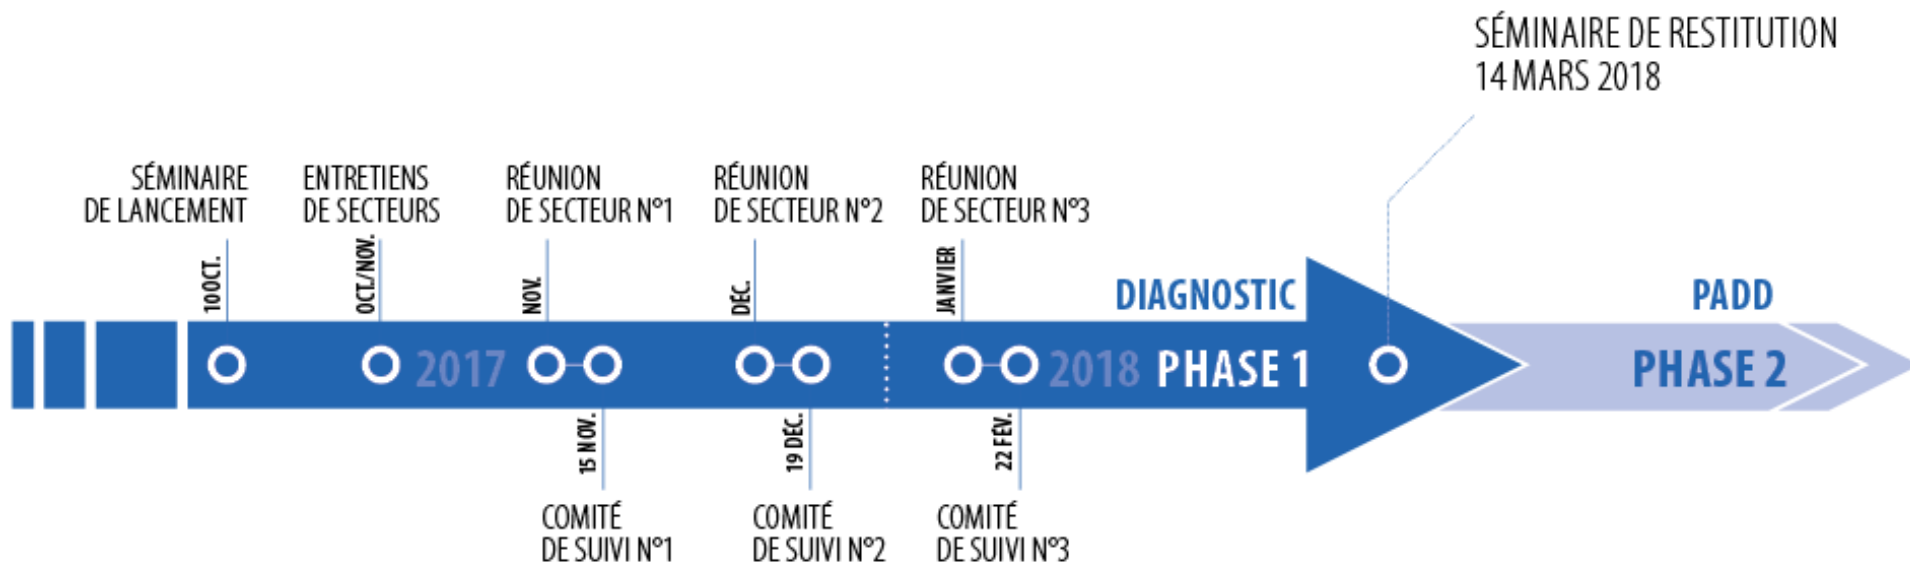 SÉMINAIRE DE RESTITUTION
14 MARS 2018
SÉMINAIRE
DE LANCEMENT
ENTRETIENS
DE SECTEURS
RÉUNION
DE SECTEUR N°1
RÉUNION
DE SECTEUR N°2
RÉUNION
DE SECTEUR N°3
10 OCT.
OCT./NOV.
NOV.
DÉC.
JANVIER
DIAGNOSTIC
PADD
2017
2018
PHASE 1
PHASE 2
15 NOV.
19 DÉC.
22 FÉV.
COMITÉ
DE SUIVI N°1
COMITÉ
DE SUIVI N°2
COMITÉ
DE SUIVI N°3